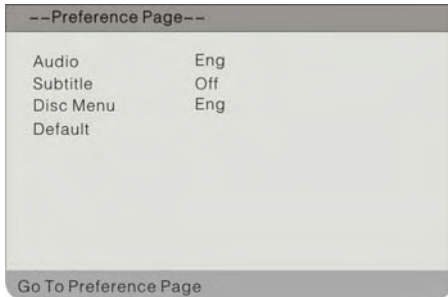 --Preference Page--
Audio Eng
Subtitle Off
Disc Menu Eng
Default
Go To Preference Page